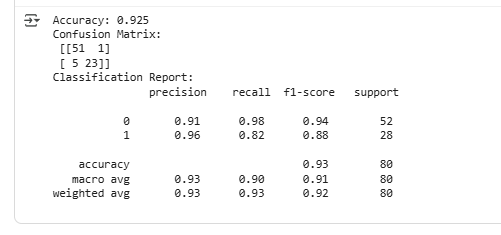 Accuracy: 0.925
Confusion Matrix:
[[51 1]
[ 5 23]]
Classification Report:
precision recall f1-score support
0 0.91 0.98 0.94 52
1 0.96 0.82 0.88 28
accuracy 0.93 80
macro avg 0.93 0.90 0.91 80
weighted avg 0.93 0.93 0.92 80